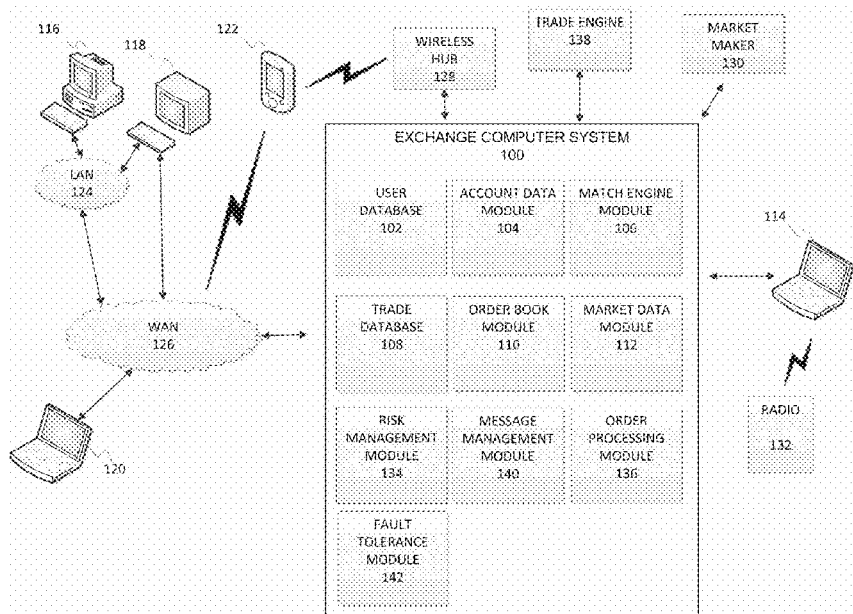 116
118
122
WIRELESS
HUB
128
TRADE ENGINE
138
MARKET
MAKER
130
LAN
124
WAN
126
120
EXCHANGE COMPUTER SYSTEM
100
USER
DATABASE
102
ACCOUNT DATA
MODULE
104
MATCH ENGINE
MODULE
106
TRADE
DATABASE
108
ORDER BOOK
MODULE
110
MARKET DATA
MODULE
112
RISK
MANAGEMENT
MODULE
134
MESSAGE
MANAGEMENT
MODULE
140
ORDER
PROCESSING
MODULE
136
FAULT
TOLERANCE
MODULE
142
114
RADIO
132